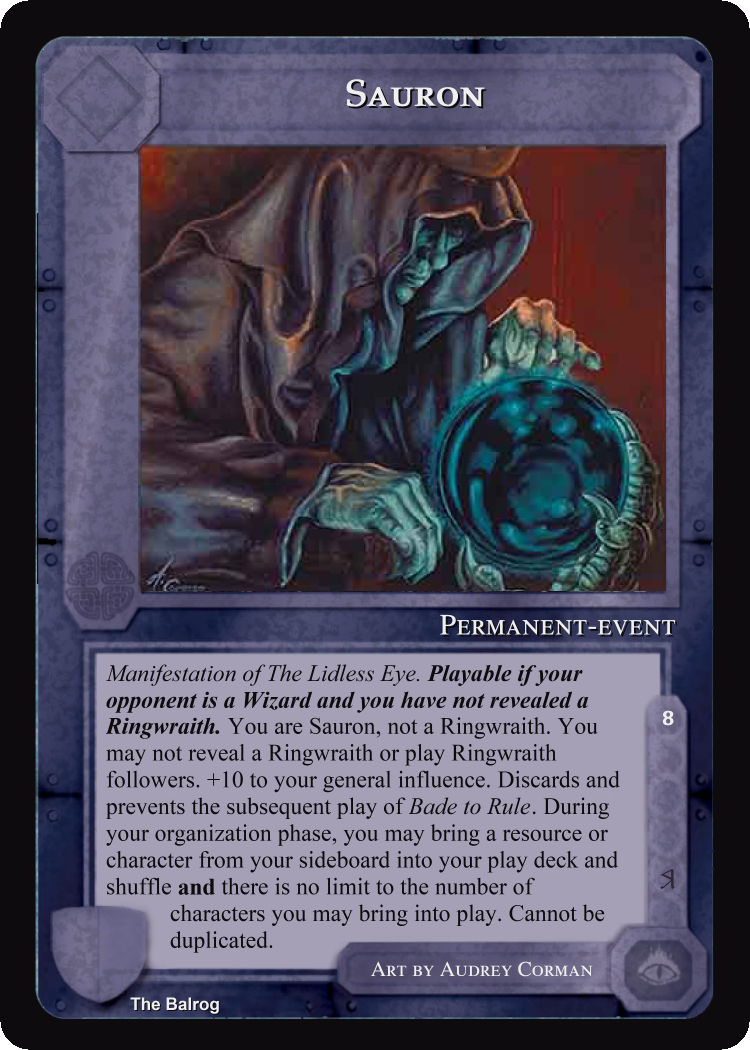 Sauron
A. Corman
Permanent-event
Manifestation of The Lidless Eye. Playable if your
opponent is a Wizard and you have not revealed a
Ringwraith. You are Sauron, not a Ringwraith. You
may not reveal a Ringwraith or play Ringwraith
followers. +10 to your general influence. Discards and
prevents the subsequent play of Bade to Rule. During
your organization phase, you may bring a resource or
character from your sideboard into your play deck and
shuffle and there is no limit to the number of
characters you may bring into play. Cannot be
duplicated.
8
Art by Audrey Corman
The Balrog